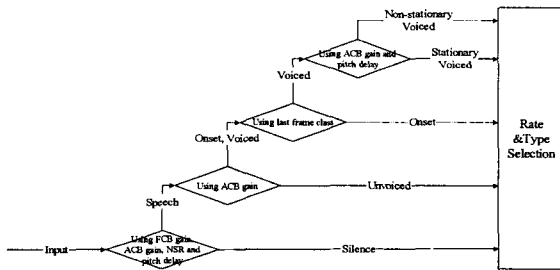 Non-stationary
Voiced
Using ACB gain and
pitch delay
Stationary
Voiced
Voiced
Using last frame class
Onset
Rate
&Type
Selection
Onset, Voiced
Using ACB gain
Unvoiced
Speech
Using FCB gain,
ACB gain, NSR and
pitch delay
Input
Silence